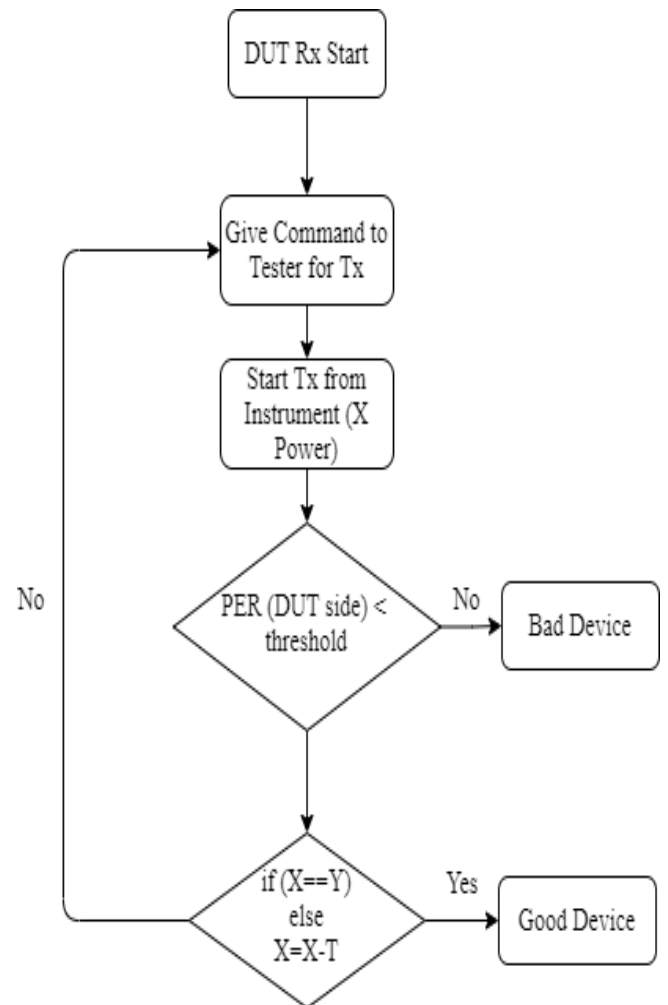 DUT Rx Start
Give Command to
Tester for Tx
Start Tx from
Instrument (X
Power)
PER (DUT side) <
threshold
No
Bad Device
No
if (X==Y)
else
X=X-T
Yes
Good Device